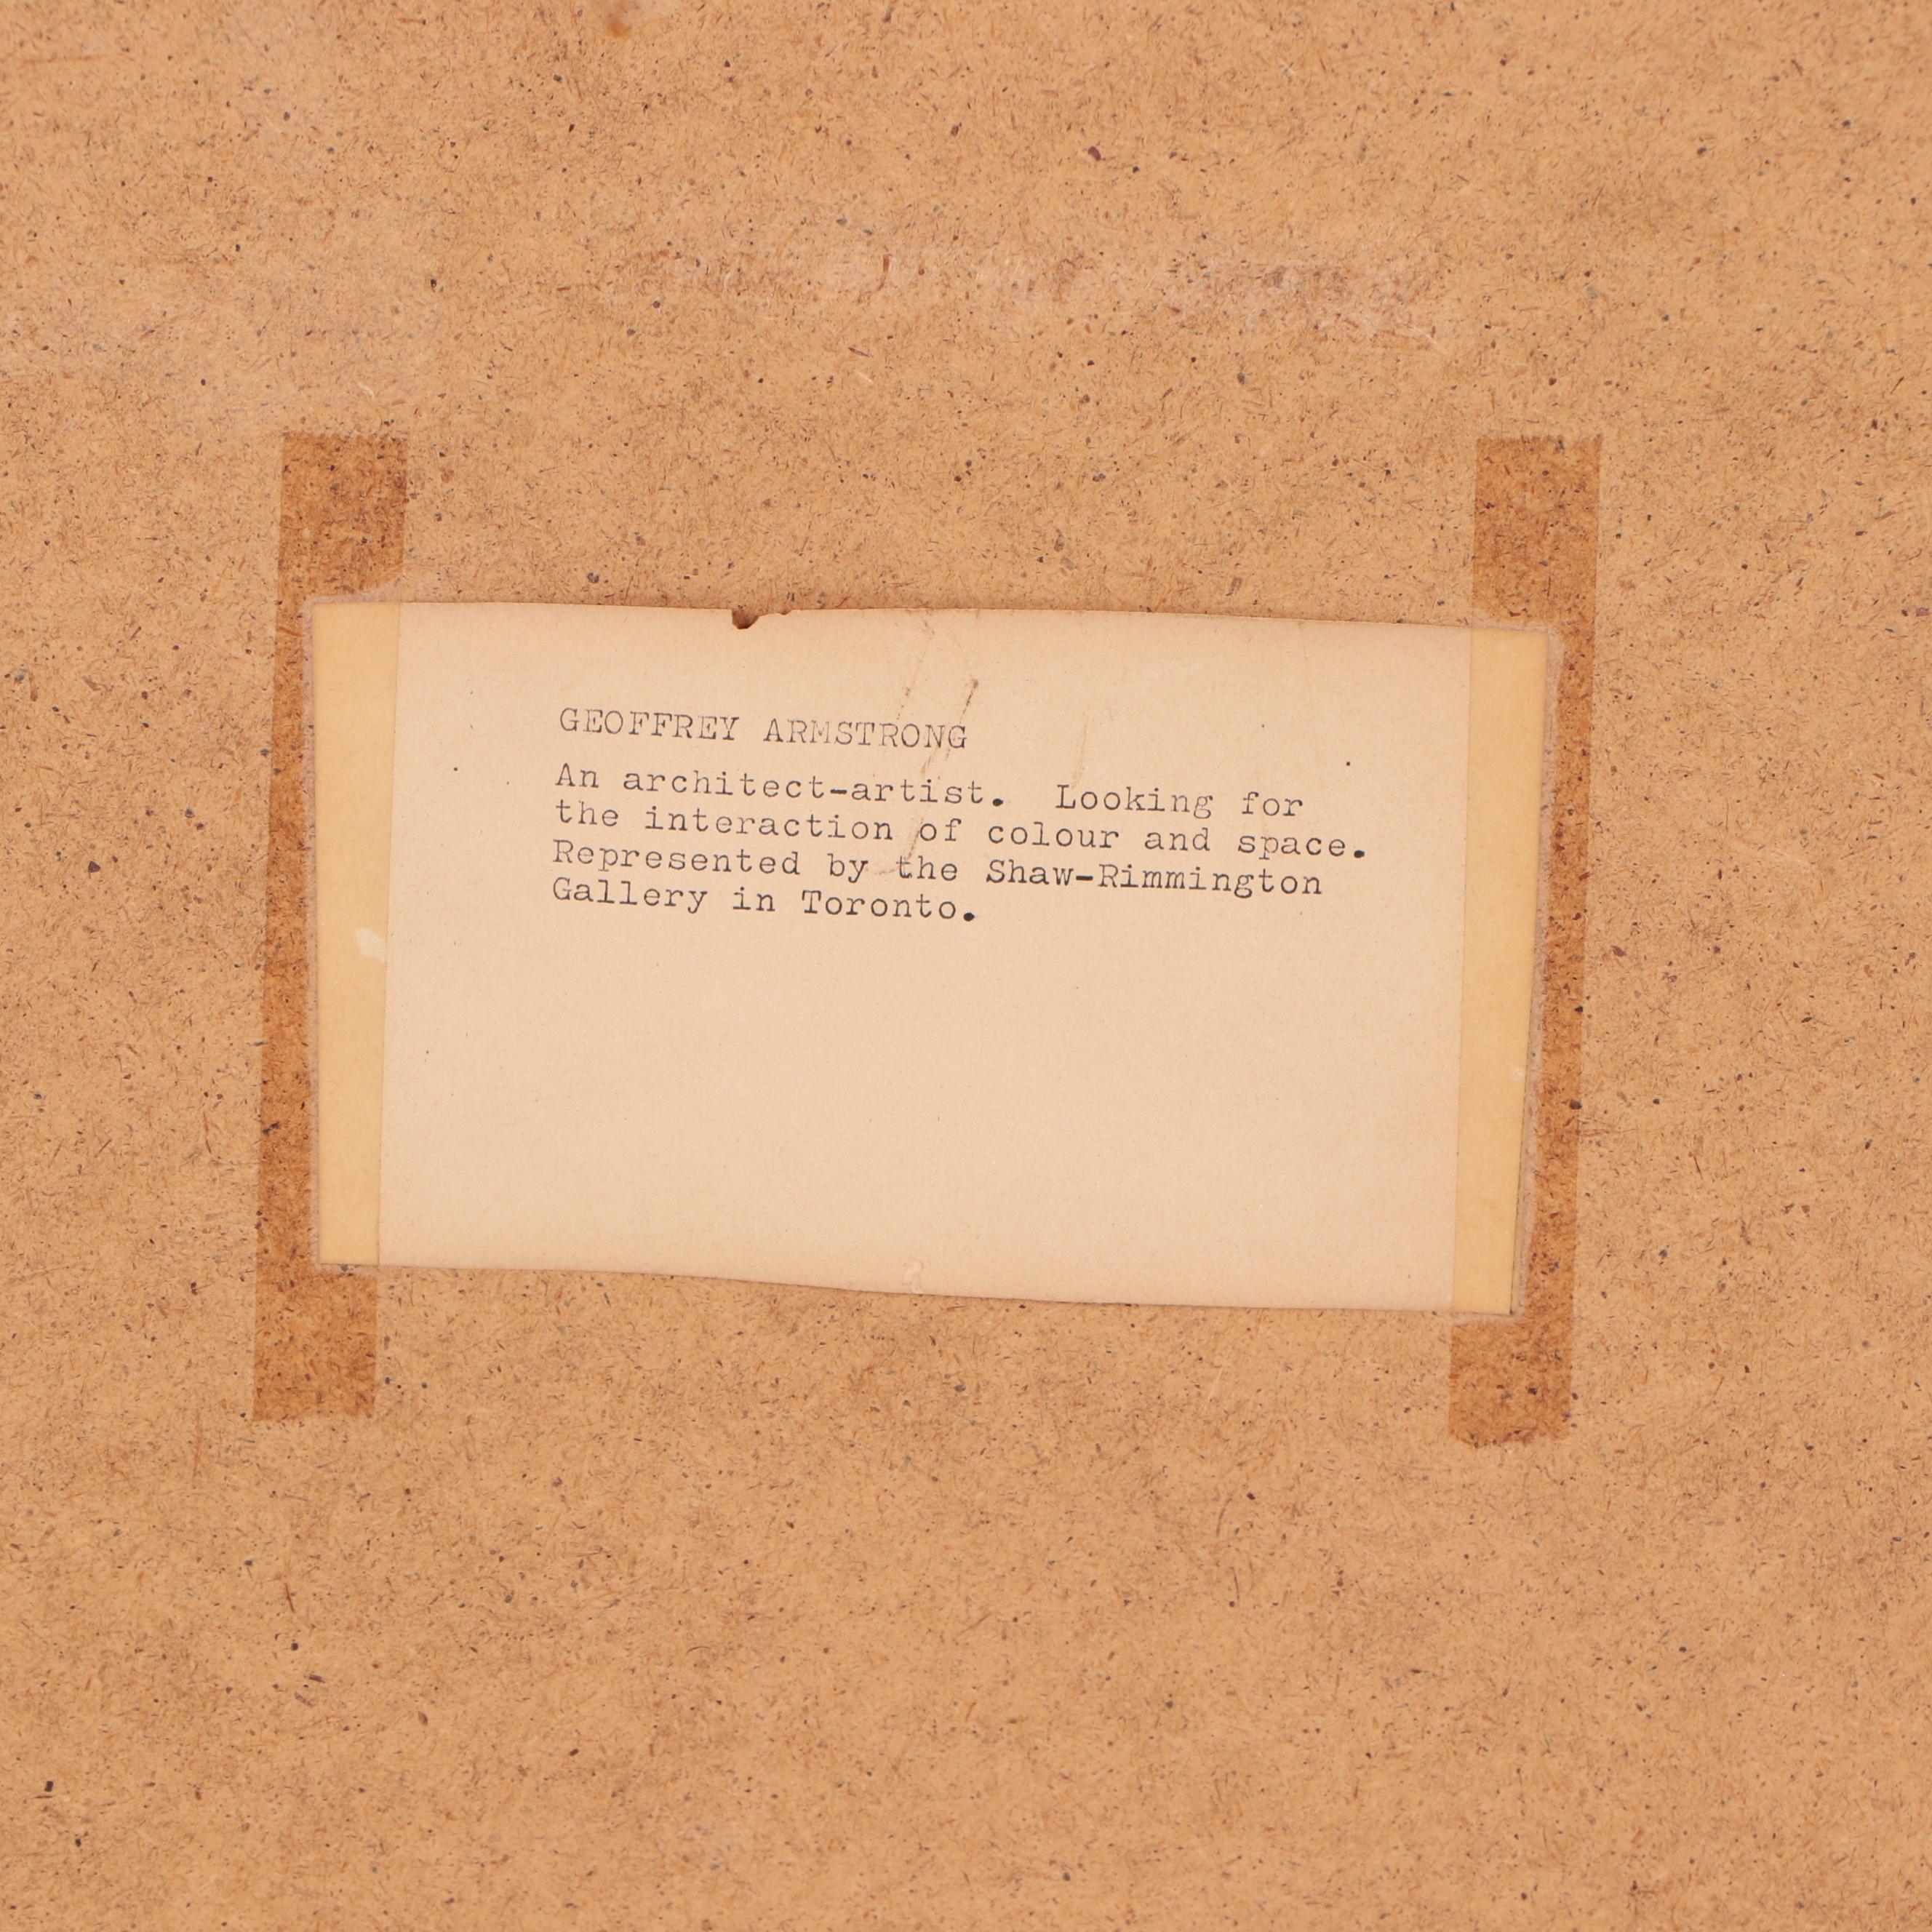 GEOFFREY ARMSTRONG
An architect-artist.  Looking for
the interaction of colour and space.
Represented by the Shaw-Rimmington
Gallery in Toronto.